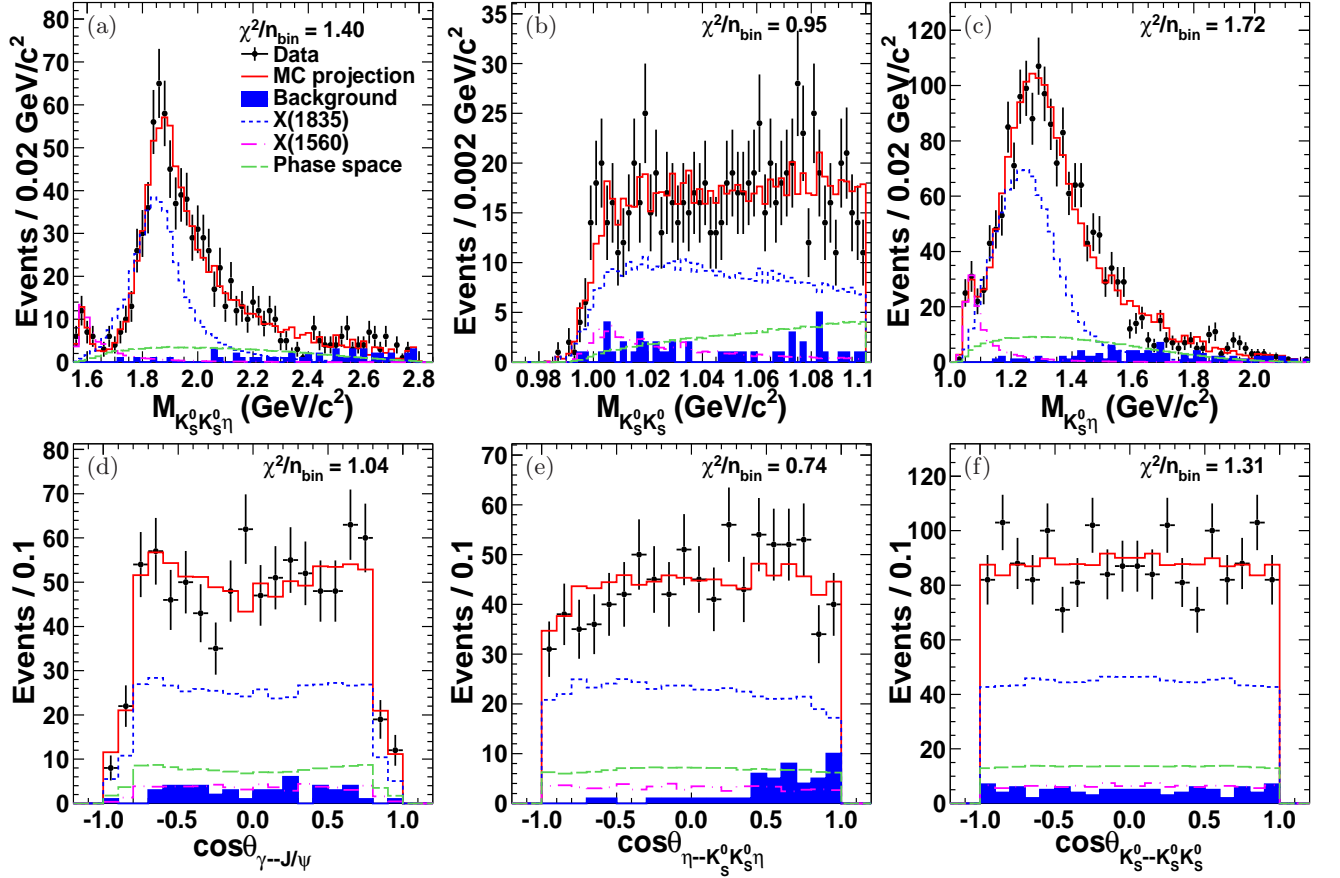 (a)
χ²/n_bin = 1.40
Data
MC projection
Background
X(1835)
X(1560)
Phase space
Events / 0.02 GeV/c²
80
70
60
50
40
30
20
10
0
1.6 1.8 2.0 2.2 2.4 2.6 2.8
M_{K_S^0 K_S^0 η} (GeV/c²)
(b)
χ²/n_bin = 0.95
Events / 0.002 GeV/c²
35
30
25
20
15
10
5
0
0.98 1.00 1.02 1.04 1.06 1.08 1.1
M_{K_S^0 K_S^0} (GeV/c²)
(c)
χ²/n_bin = 1.72
Events / 0.02 GeV/c²
120
100
80
60
40
20
0
1.0 1.2 1.4 1.6 1.8 2.0
M_{K_S^0 η} (GeV/c²)
(d)
χ²/n_bin = 1.04
Events / 0.1
80
70
60
50
40
30
20
10
0
-1.0 -0.5 0.0 0.5 1.0
cosθ_{γ--J/ψ}
(e)
χ²/n_bin = 0.74
Events / 0.1
70
60
50
40
30
20
10
0
-1.0 -0.5 0.0 0.5 1.0
cosθ_{η--K_S^0 K_S^0 η}
(f)
χ²/n_bin = 1.31
Events / 0.1
120
100
80
60
40
20
0
-1.0 -0.5 0.0 0.5 1.0
cosθ_{K_S^0--K_S^0 K_S^0}